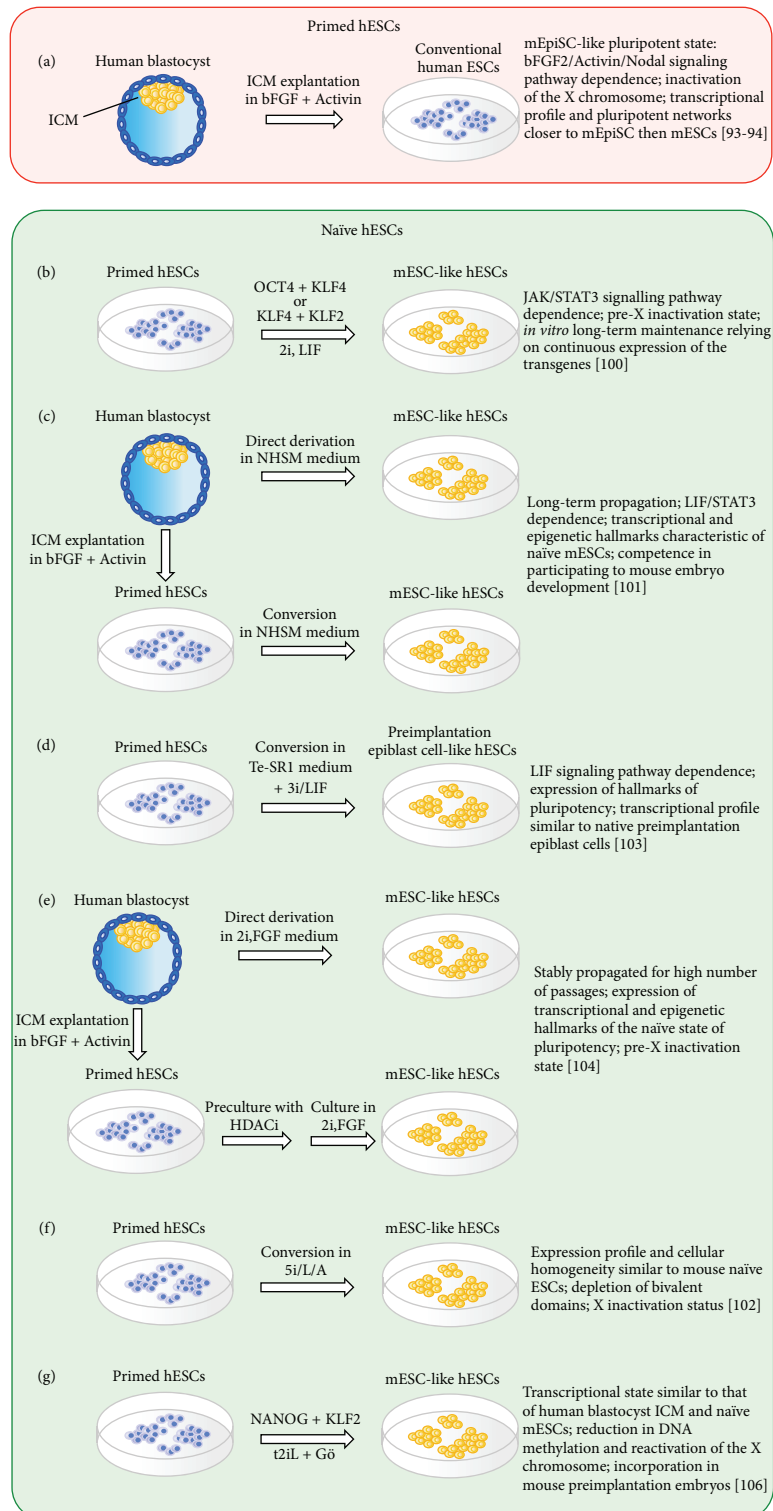 Primed hESCs
(a)
Human blastocyst
ICM
ICM explantation
in bFGF + Activin
Conventional
human ESCs
mEpiSC-like pluripotent state:
bFGF2/Activin/Nodal signaling
pathway dependence; inactivation
of the X chromosome; transcriptional
profile and pluripotent networks
closer to mEpiSC then mESCs [93-94]
Naïve hESCs
(b)
Primed hESCs
OCT4 + KLF4
or
KLF4 + KLF2
2i, LIF
mESC-like hESCs
JAK/STAT3 signalling pathway
dependence; pre-X inactivation state;
in vitro long-term maintenance relying
on continuous expression of the
transgenes [100]
(c)
Human blastocyst
Direct derivation
in NHSM medium
mESC-like hESCs
ICM explantation
in bFGF + Activin
Primed hESCs
Conversion
in NHSM medium
mESC-like hESCs
Long-term propagation; LIF/STAT3
dependence; transcriptional and
epigenetic hallmarks characteristic of
naïve mESCs; competence in
participating to mouse embryo
development [101]
(d)
Primed hESCs
Conversion in
Te-SR1 medium
+ 3i/LIF
Preimplantation
epiblast cell-like hESCs
LIF signaling pathway dependence;
expression of hallmarks of
pluripotency; transcriptional profile
similar to native preimplantation
epiblast cells [103]
(e)
Human blastocyst
Direct derivation
in 2i,FGF medium
mESC-like hESCs
ICM explantation
in bFGF + Activin
Primed hESCs
Preculture with
HDACi
Culture in
2i,FGF
mESC-like hESCs
Stably propagated for high number
of passages; expression of
transcriptional and epigenetic
hallmarks of the naïve state of
pluripotency; pre-X inactivation
state [104]
(f)
Primed hESCs
Conversion in
5i/L/A
mESC-like hESCs
Expression profile and cellular
homogeneity similar to mouse naïve
ESCs; depletion of bivalent
domains; X inactivation status [102]
(g)
Primed hESCs
NANOG + KLF2
t2iL + Gö
mESC-like hESCs
Transcriptional state similar to that
of human blastocyst ICM and naïve
mESCs; reduction in DNA
methylation and reactivation of the X
chromosome; incorporation in
mouse preimplantation embryos [106]